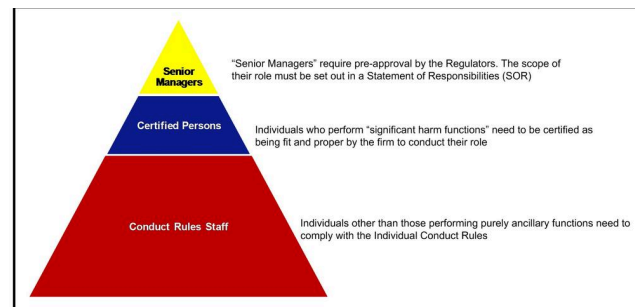 Senior
Managers
“Senior Managers” require pre-approval by the Regulators. The scope of
their role must be set out in a Statement of Responsibilities (SOR)
Certified Persons
Individuals who perform “significant harm functions” need to be certified as
being fit and proper by the firm to conduct their role
Conduct Rules Staff
Individuals other than those performing purely ancillary functions need to
comply with the Individual Conduct Rules